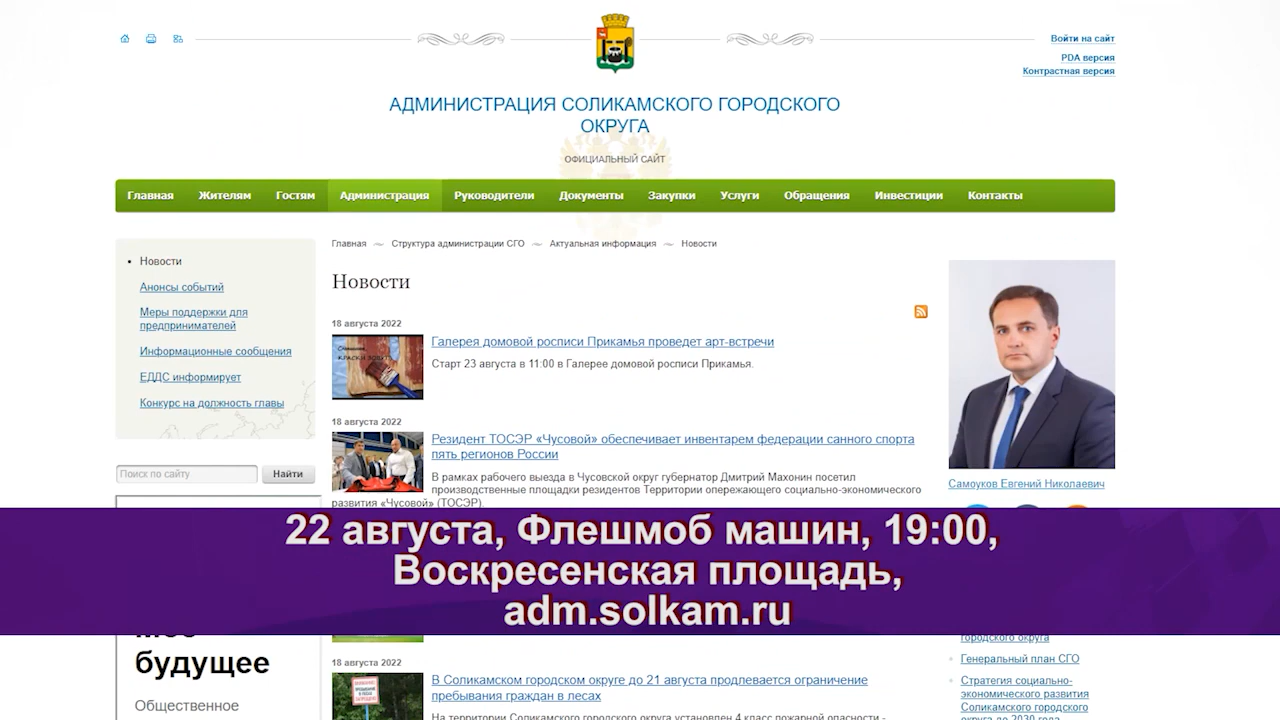 Войти на сайт
PDA версия
Контрастная версия
АДМИНИСТРАЦИЯ СОЛИКАМСКОГО ГОРОДСКОГО
ОКРУГА
ОФИЦИАЛЬНЫЙ САЙТ
Главная Жителям Гостям Администрация Руководители Документы Закупки Услуги Обращения Инвестиции Контакты
Главная Структура администрации СГО Актуальная информация Новости
Новости
Анонсы событий
Меры поддержки для
предпринимателей
Информационные сообщения
ЕДДС информирует
Конкурс на должность главы
Поиск по сайту Найти
Новости
18 августа 2022
Галерея домовой росписи Прикамья проведет арт-встречи
Старт 23 августа в 11:00 в Галерее домовой росписи Прикамья.
18 августа 2022
Резидент ТОСЭР «Чусовой» обеспечивает инвентарем федерации санного спорта
пять регионов России
В рамках рабочего выезда в Чусовской округ губернатор Дмитрий Махонин посетил
производственные площадки резидентов Территории опережающего социально-экономического
развития «Чусовой» (ТОСЭР).
Самоуков Евгений Николаевич
22 августа, Флешмоб машин, 19:00,
Воскресенская площадь,
adm.solkam.ru
будущее
Общественное
18 августа 2022
В Соликамском городском округе до 21 августа продлевается ограничение
пребывания граждан в лесах
На территории Соликамского городского округа установлен 4 класс пожарной опасности -
городского округа
Генеральный план СГО
Стратегия социально-
экономического развития
Соликамского городского
округа до 2030 года